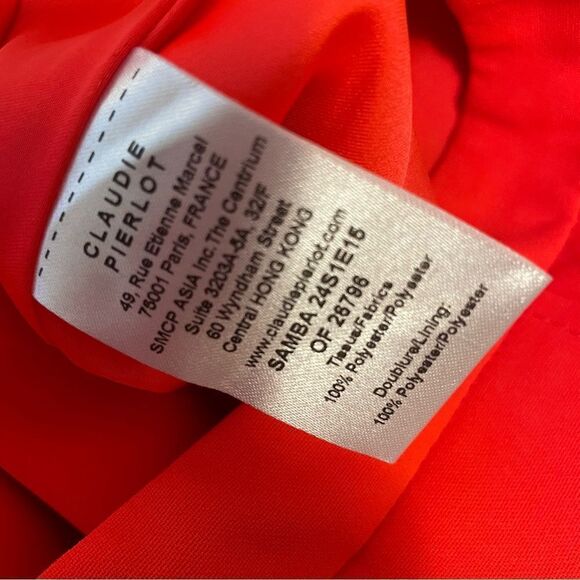 CLAUDIE
PIERLOT
49, Rue Etienne Marcel
75001 Paris, FRANCE
SMCP ASIA Inc.The Centrium
Suite 3203A-5A, 32/F
60 Wyndham Street
Central HONG KONG
www.claudiepierlot.com
SAMBA 24S1E15
OF 26796
Tissus/Fabrics
100% Polyester/Polyester
Doublure/Lining:
100% Polyester/Polyester